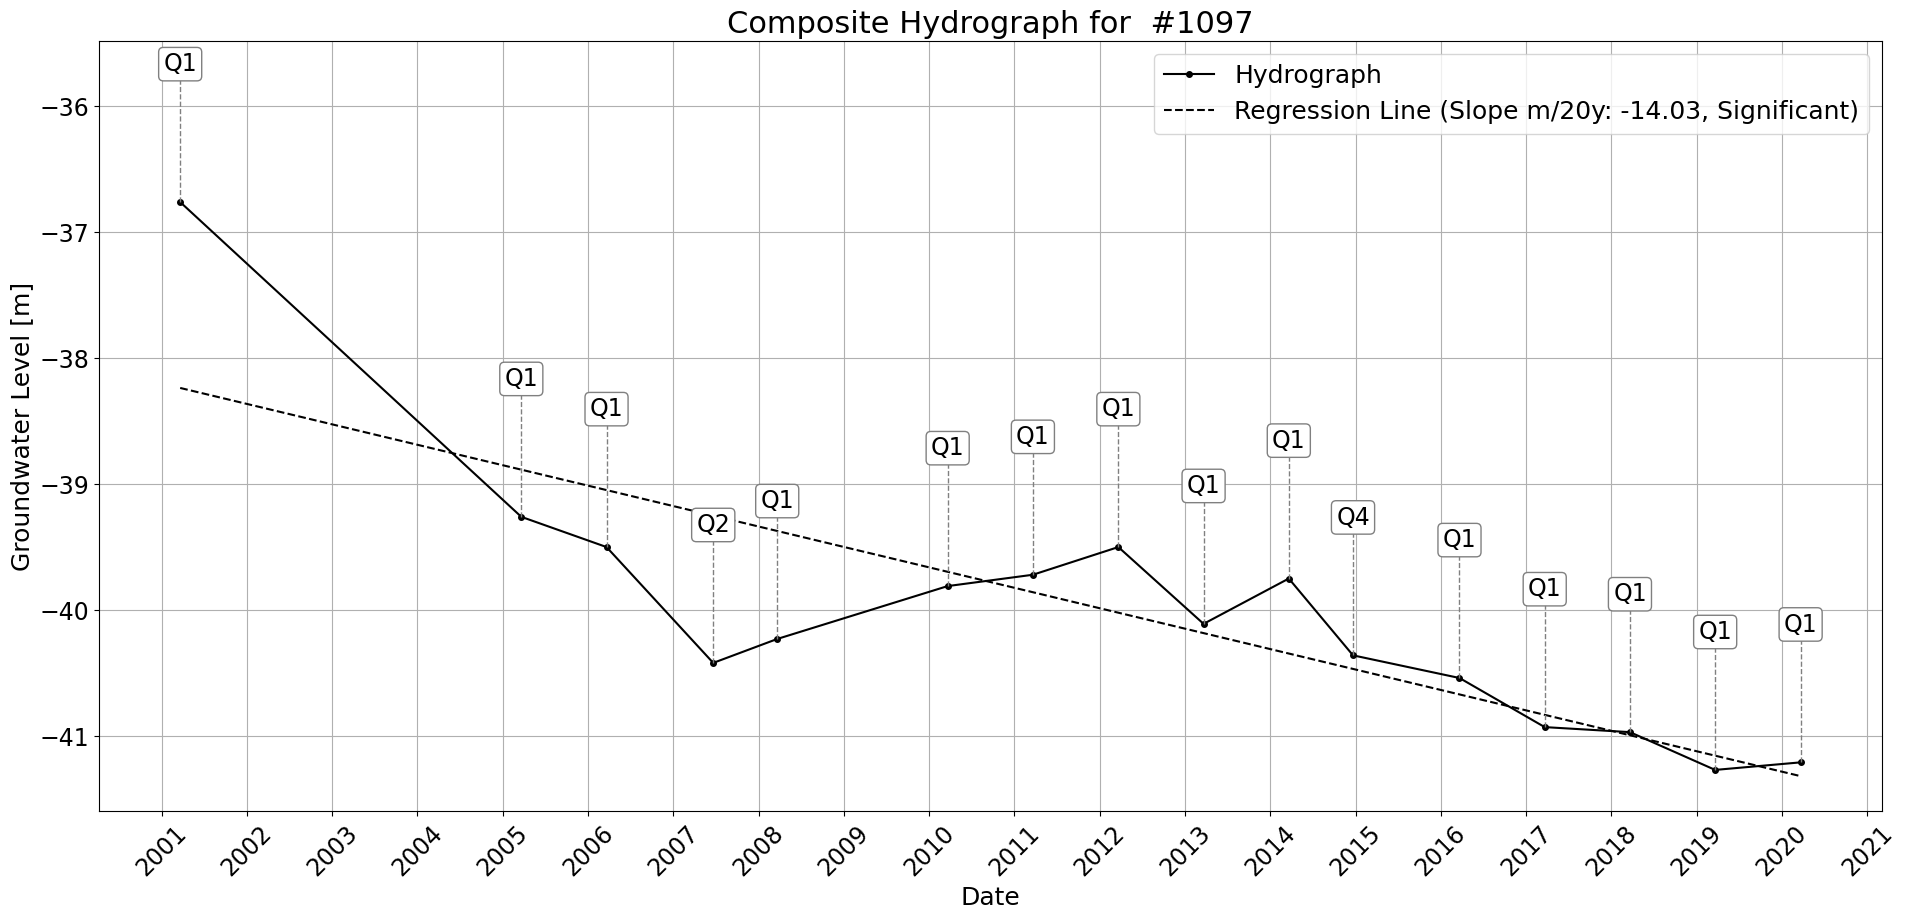 Composite Hydrograph for  #1097
Hydrograph
Regression Line (Slope m/20y: -14.03, Significant)
Groundwater Level [m]
−36
−37
−38
−39
−40
−41
Q1
Q1
Q1
Q2
Q1
Q1
Q1
Q1
Q1
Q1
Q4
Q1
Q1
Q1
Q1
Q1
2001
2002
2003
2004
2005
2006
2007
2008
2009
2010
2011
2012
2013
2014
2015
2016
2017
2018
2019
2020
2021
Date